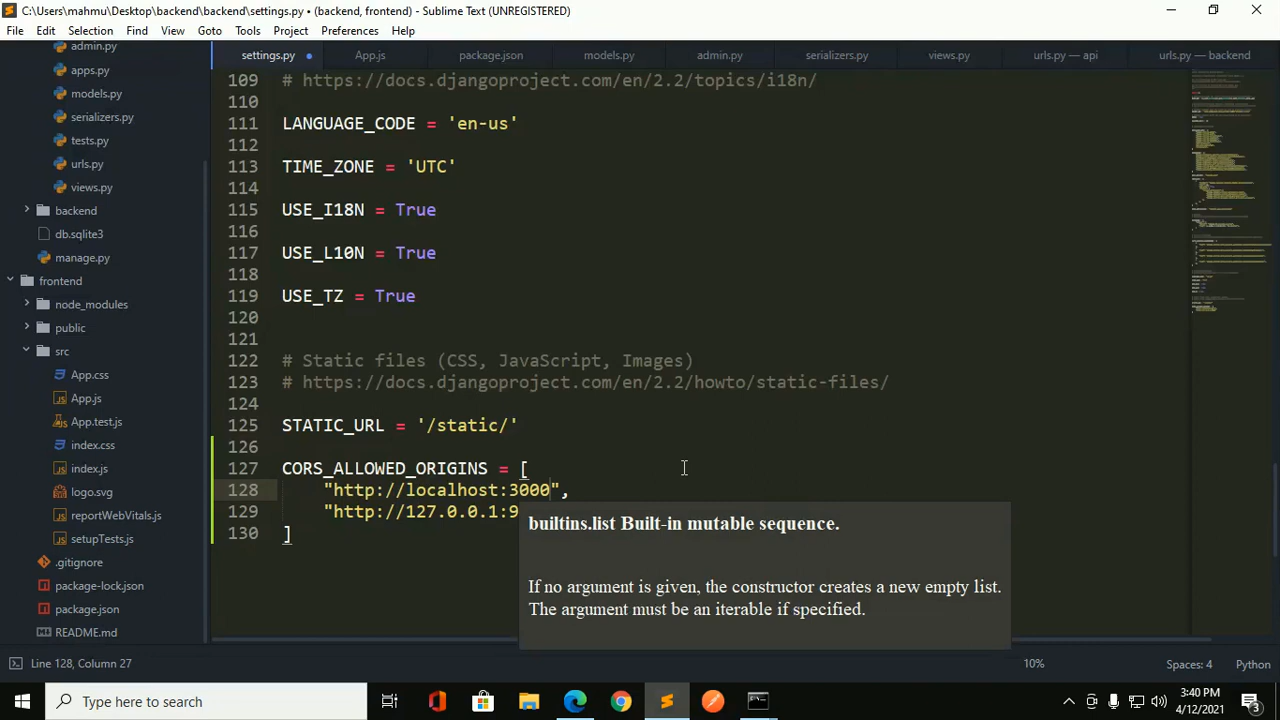 C:\Users\mahmu\Desktop\backend\backend\settings.py • (backend, frontend) - Sublime Text (UNREGISTERED)
File Edit Selection Find View Goto Tools Project Preferences Help
settings.py App.js package.json models.py admin.py serializers.py views.py urls.py — api urls.py — backend
admin.py
apps.py
models.py
serializers.py
tests.py
urls.py
views.py
backend
db.sqlite3
manage.py
frontend
node_modules
public
src
App.css
App.js
App.test.js
index.css
index.js
logo.svg
reportWebVitals.js
setupTests.js
.gitignore
package-lock.json
package.json
README.md
109 # https://docs.djangoproject.com/en/2.2/topics/i18n/
110
111 LANGUAGE_CODE = 'en-us'
112
113 TIME_ZONE = 'UTC'
114
115 USE_I18N = True
116
117 USE_L10N = True
118
119 USE_TZ = True
120
121
122 # Static files (CSS, JavaScript, Images)
123 # https://docs.djangoproject.com/en/2.2/howto/static-files/
124
125 STATIC_URL = '/static/'
126
127 CORS_ALLOWED_ORIGINS = [
128 "http://localhost:3000",
129 "http://127.0.0.1:9
130 ]
builtins.list Built-in mutable sequence.
If no argument is given, the constructor creates a new empty list.
The argument must be an iterable if specified.
Line 128, Column 27 10% Spaces: 4 Python
Type here to search
3:40 PM
4/12/2021
3